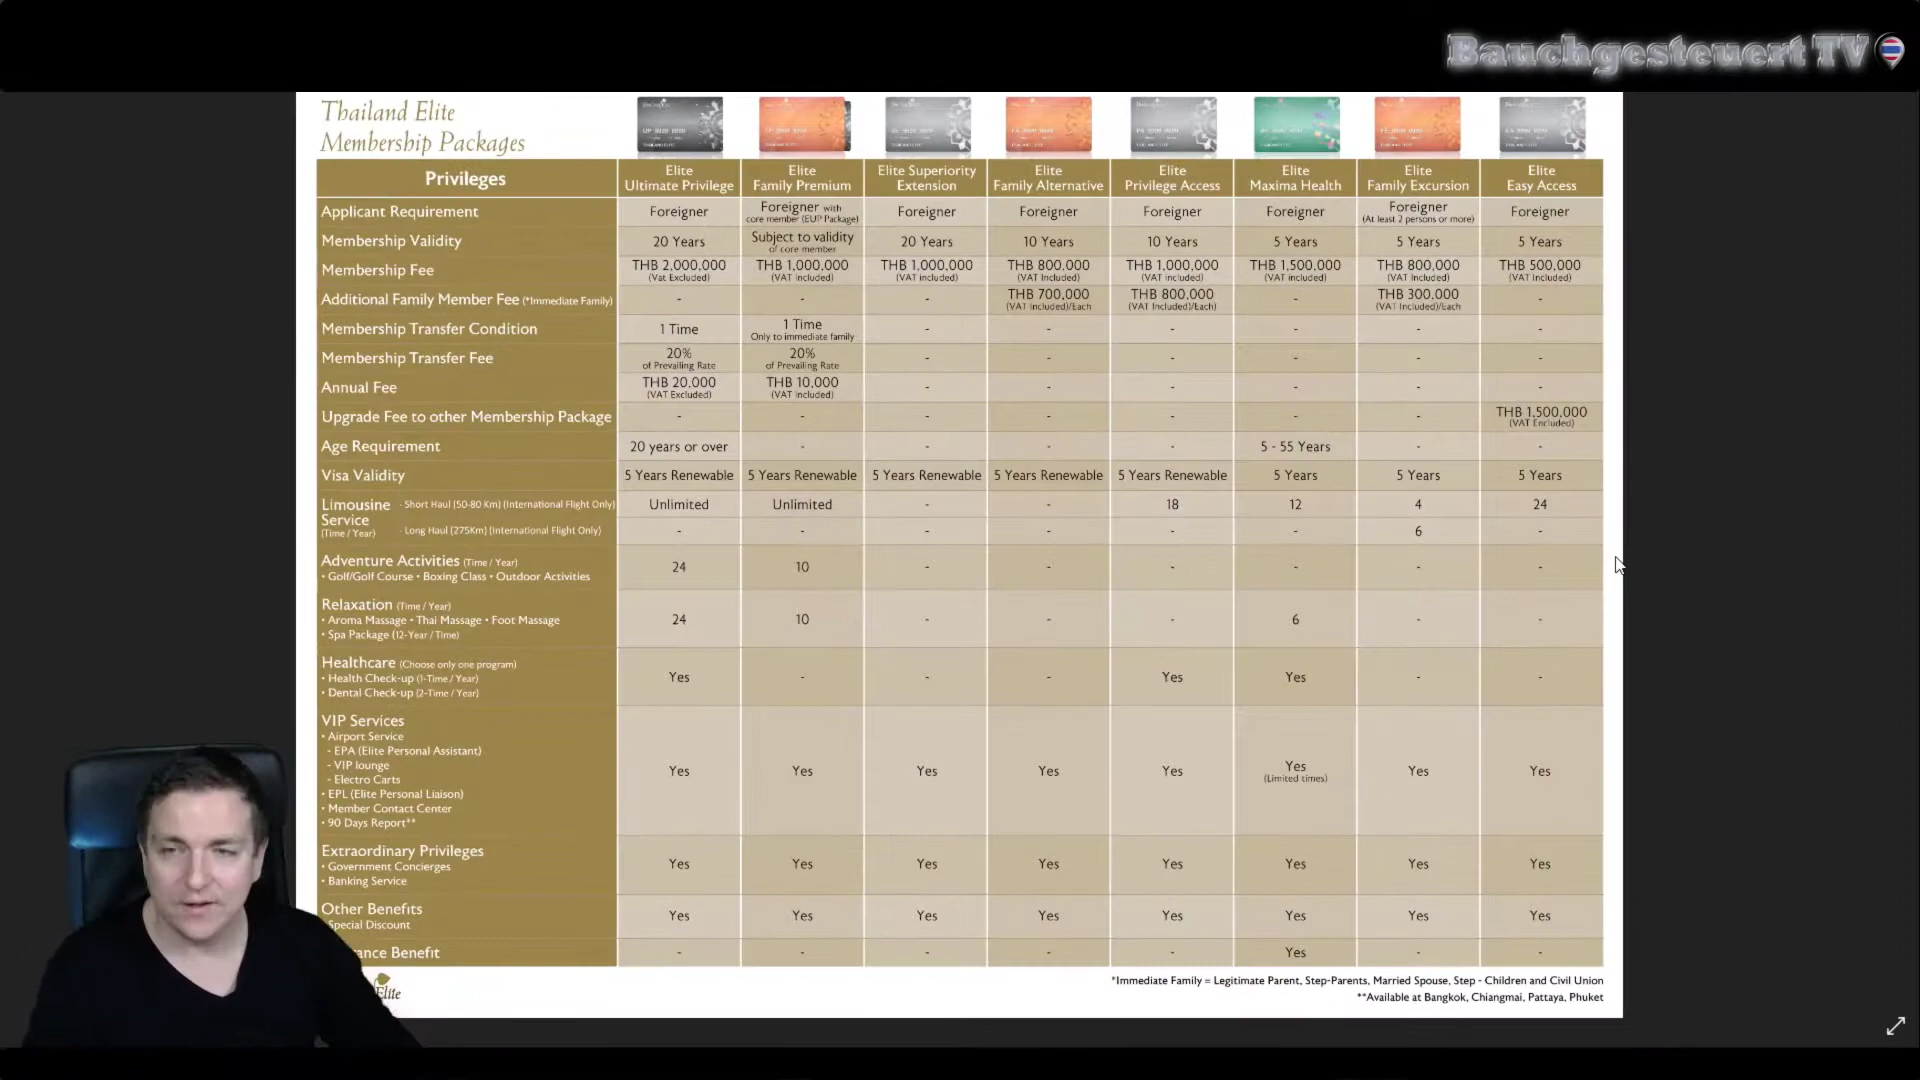 Bauchgesteuert TV
Thailand Elite
Membership Packages
Privileges
Elite Ultimate Privilege
Elite Family Premium
Elite Superiority Extension
Elite Family Alternative
Elite Privilege Access
Elite Maxima Health
Elite Family Excursion
Elite Easy Access
Applicant Requirement
Foreigner
Foreigner with core member (EUP Package)
Foreigner
Foreigner
Foreigner
Foreigner
Foreigner (At least 2 persons or more)
Foreigner
Membership Validity
20 Years
Subject to validity of core member
20 Years
10 Years
10 Years
5 Years
5 Years
5 Years
Membership Fee
THB 2,000,000 (Vat Excluded)
THB 1,000,000 (VAT included)
THB 1,000,000 (VAT included)
THB 800,000 (VAT Included)
THB 1,000,000 (VAT included)
THB 1,500,000 (VAT included)
THB 800,000 (VAT Included)
THB 500,000 (VAT Included)
Additional Family Member Fee (*Immediate Family)
-
-
-
THB 700,000 (VAT Included)/Each
THB 800,000 (VAT Included)/Each)
-
THB 300,000 (VAT Included)/Each
-
Membership Transfer Condition
1 Time
1 Time Only to immediate family
-
-
-
-
-
-
Membership Transfer Fee
20% of Prevailing Rate
20% of Prevailing Rate
-
-
-
-
-
-
Annual Fee
THB 20,000 (VAT Excluded)
THB 10,000 (VAT included)
-
-
-
-
-
-
Upgrade Fee to other Membership Package
-
-
-
-
-
-
-
THB 1,500,000
Age Requirement
20 years or over
-
-
-
-
5 - 55 Years
-
-
Visa Validity
5 Years Renewable
5 Years Renewable
5 Years Renewable
5 Years Renewable
5 Years Renewable
5 Years
5 Years
5 Years
Limousine Service (Time / Year)
- Short Haul (50-80 Km) (International Flight Only)
Unlimited
Unlimited
-
-
18
12
4
24
- Long Haul (275Km) (International Flight Only)
-
-
-
-
-
-
6
-
Adventure Activities (Time / Year)
• Golf/Golf Course • Boxing Class • Outdoor Activities
24
10
-
-
-
-
-
-
Relaxation (Time / Year)
• Aroma Massage • Thai Massage • Foot Massage
• Spa Package (12-Year / Time)
24
10
-
-
-
6
-
-
Healthcare (Choose only one program)
• Health Check-up (1-Time / Year)
• Dental Check-up (2-Time / Year)
Yes
-
-
-
Yes
Yes
-
-
VIP Services
• Airport Service
- EPA (Elite Personal Assistant)
- VIP lounge
- Electro Carts
• EPL (Elite Personal Liaison)
• Member Contact Center
• 90 Days Report**
Yes
Yes
Yes
Yes
Yes
Yes (Limited times)
Yes
Yes
Extraordinary Privileges
• Government Concierges
• Banking Service
Yes
Yes
Yes
Yes
Yes
Yes
Yes
Yes
Other Benefits
Special Discount
Yes
Yes
Yes
Yes
Yes
Yes
Yes
Yes
ance Benefit
-
-
-
-
-
Yes
-
-
Elite
*Immediate Family = Legitimate Parent, Step-Parents, Married Spouse, Step - Children and Civil Union
**Available at Bangkok, Chiangmai, Pattaya, Phuket